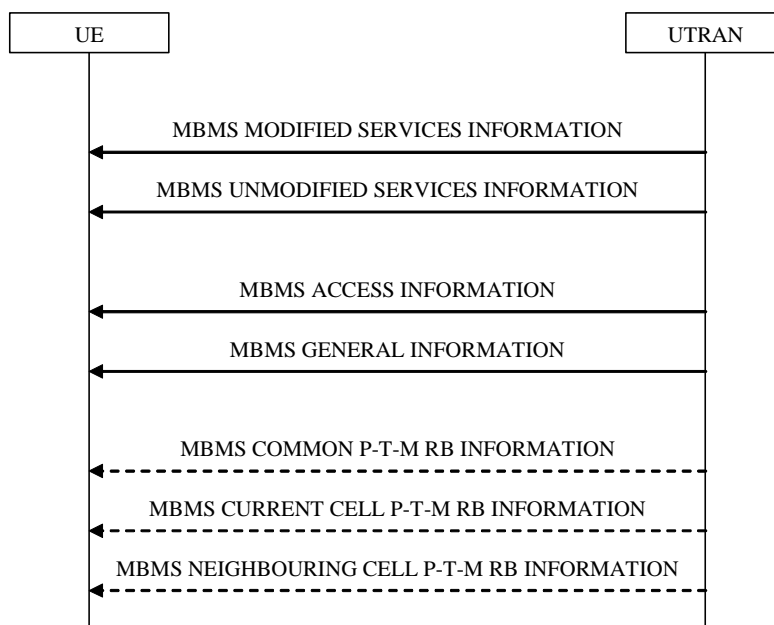 UE
UTRAN
MBMS MODIFIED SERVICES INFORMATION
MBMS UNMODIFIED SERVICES INFORMATION
MBMS ACCESS INFORMATION
MBMS GENERAL INFORMATION
MBMS COMMON P-T-M RB INFORMATION
MBMS CURRENT CELL P-T-M RB INFORMATION
MBMS NEIGHBOURING CELL P-T-M RB INFORMATION